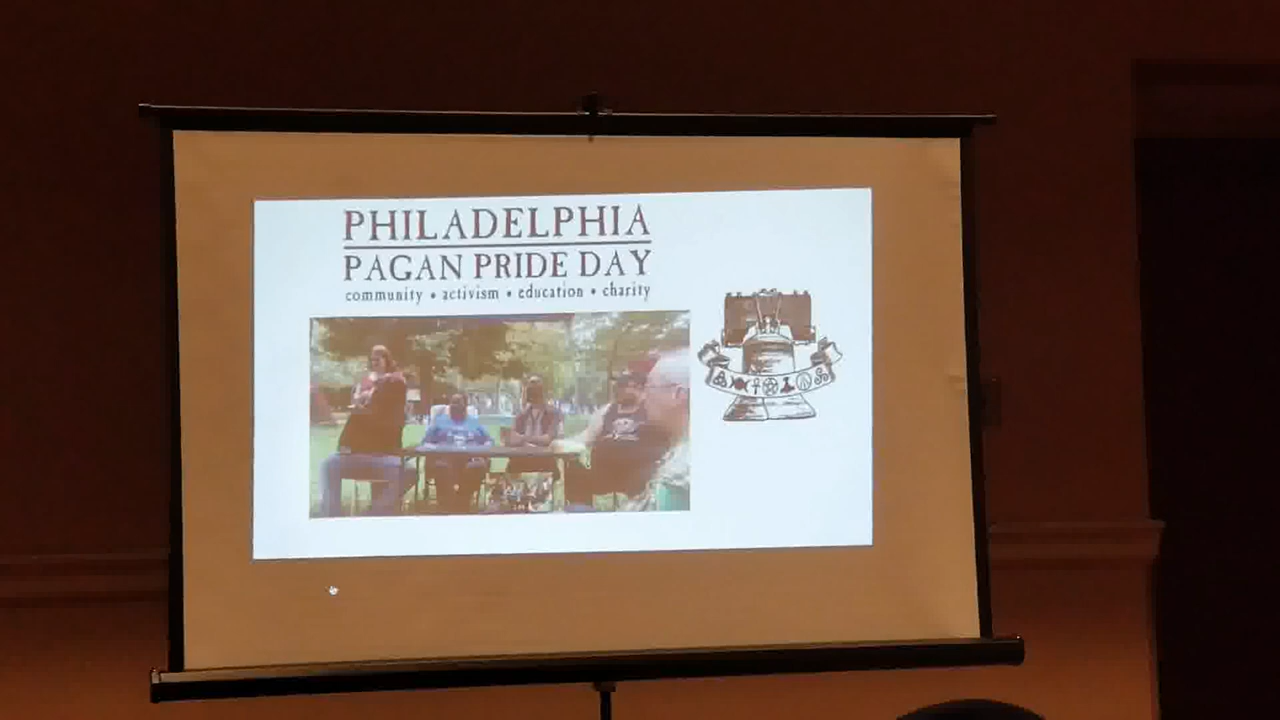 PHILADELPHIA
PAGAN PRIDE DAY
community • activism • education • charity